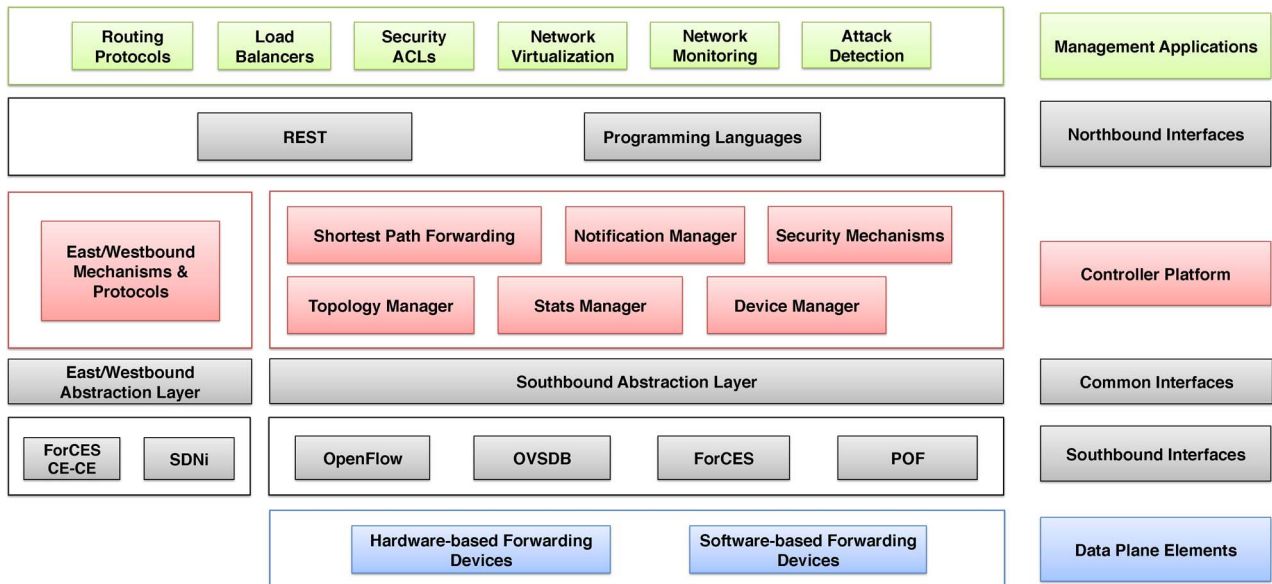 Routing
Protocols
Load
Balancers
Security
ACLs
Network
Virtualization
Network
Monitoring
Attack
Detection
Management Applications
REST
Programming Languages
Northbound Interfaces
East/Westbound
Mechanisms &
Protocols
Shortest Path Forwarding
Notification Manager
Security Mechanisms
Topology Manager
Stats Manager
Device Manager
Controller Platform
East/Westbound
Abstraction Layer
Southbound Abstraction Layer
Common Interfaces
ForCES
CE-CE
SDNi
OpenFlow
OVSDB
ForCES
POF
Southbound Interfaces
Hardware-based Forwarding
Devices
Software-based Forwarding
Devices
Data Plane Elements